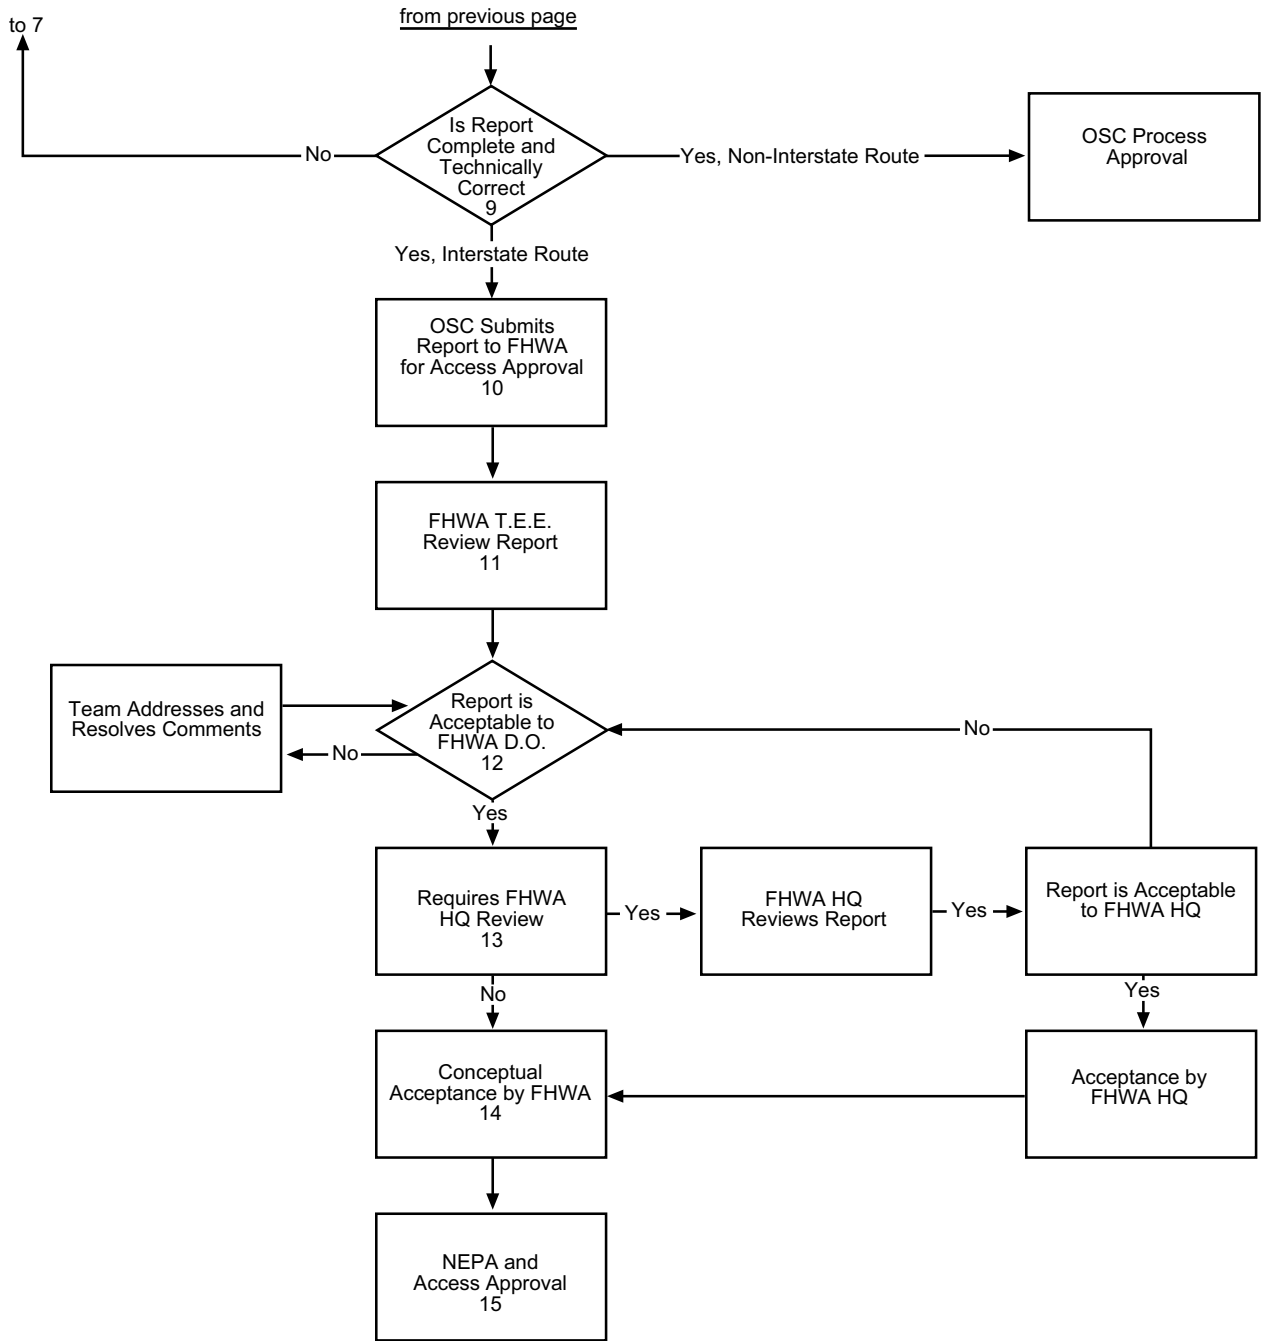 to 7
from previous page
Is Report
Complete and
Technically
Correct
9
No
Yes, Non-Interstate Route
OSC Process
Approval
Yes, Interstate Route
OSC Submits
Report to FHWA
for Access Approval
10
FHWA T.E.E.
Review Report
11
Team Addresses and
Resolves Comments
No
Report is
Acceptable to
FHWA D.O.
12
No
Yes
Requires FHWA
HQ Review
13
Yes
FHWA HQ
Reviews Report
Yes
Report is Acceptable
to FHWA HQ
No
Yes
Conceptual
Acceptance by FHWA
14
Acceptance by
FHWA HQ
NEPA and
Access Approval
15